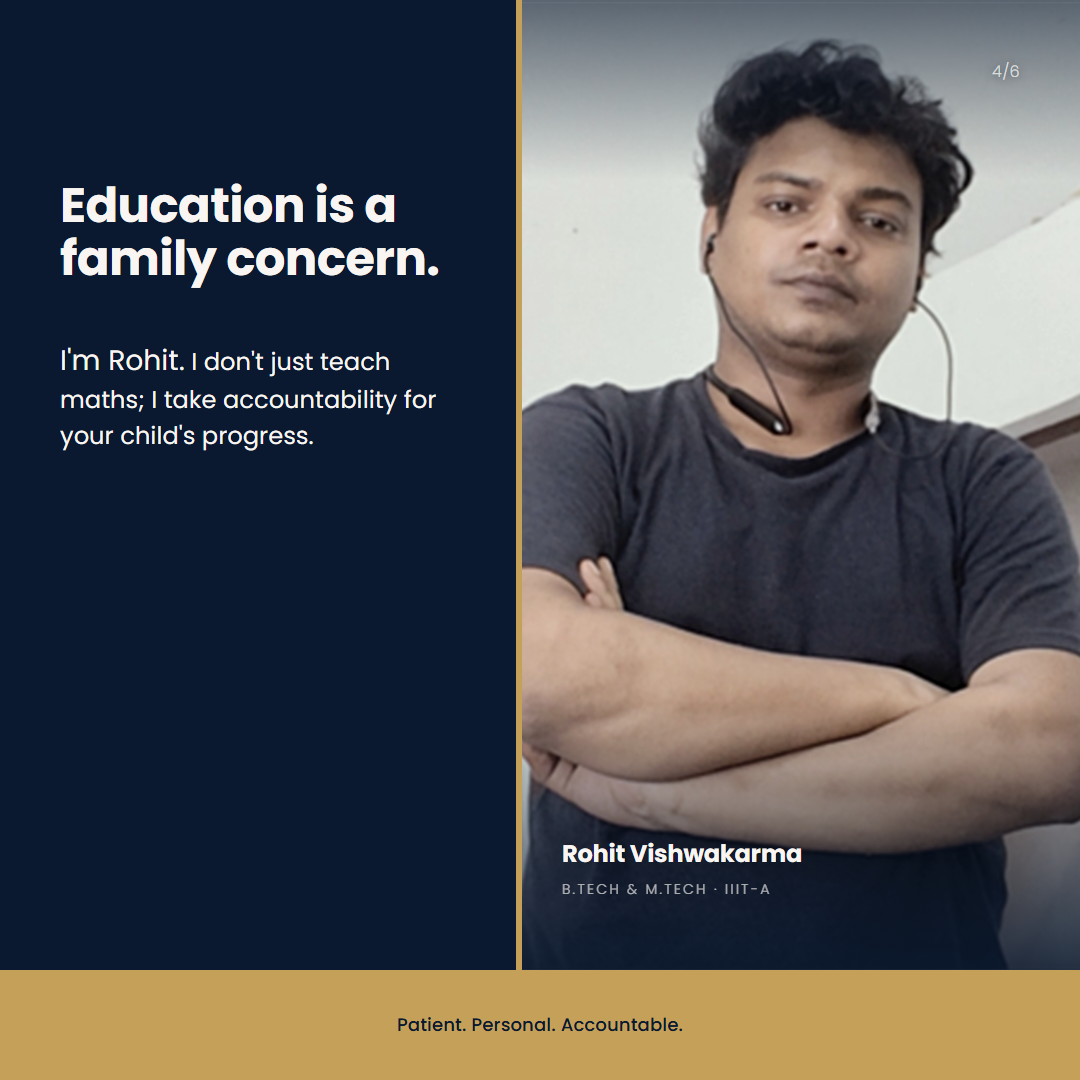 4/6
Education is a
family concern.
I'm Rohit. I don't just teach
maths; I take accountability for
your child's progress.
Rohit Vishwakarma
B.TECH & M.TECH · IIIT-A
Patient. Personal. Accountable.